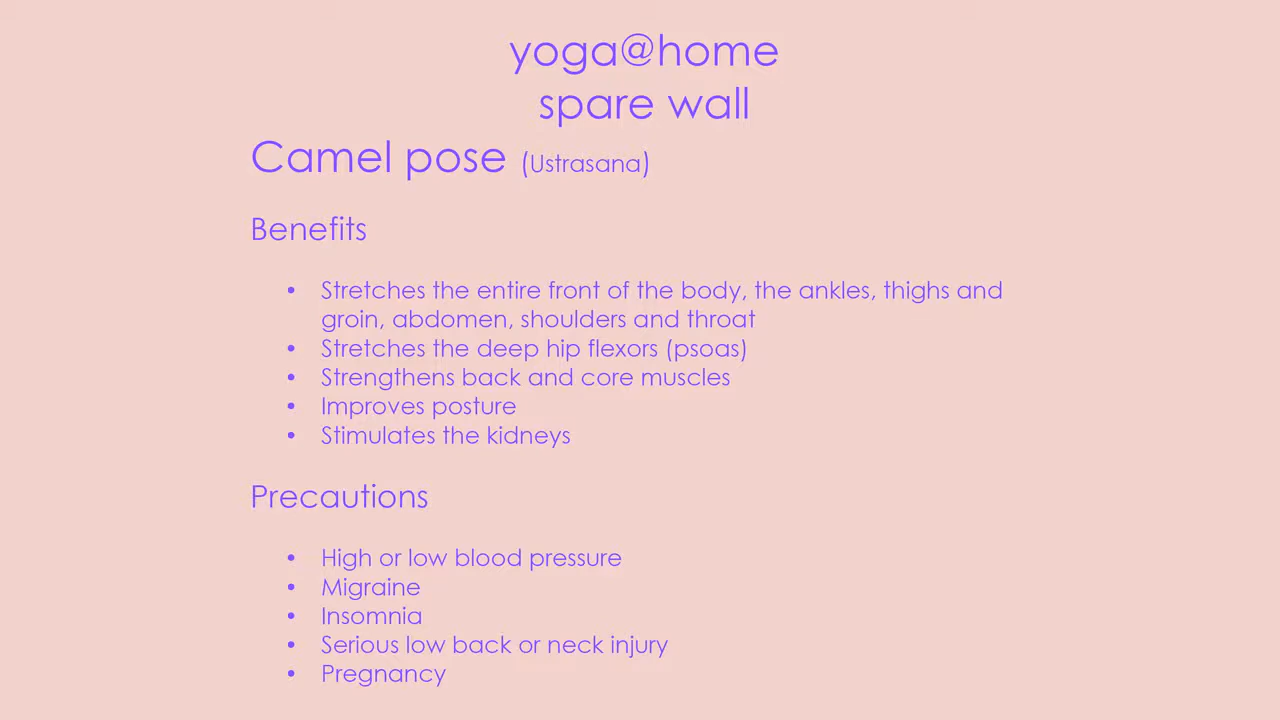 yoga@home
spare wall
Camel pose (Ustrasana)
Benefits
• Stretches the entire front of the body, the ankles, thighs and
groin, abdomen, shoulders and throat
• Stretches the deep hip flexors (psoas)
• Strengthens back and core muscles
• Improves posture
• Stimulates the kidneys
Precautions
• High or low blood pressure
• Migraine
• Insomnia
• Serious low back or neck injury
• Pregnancy